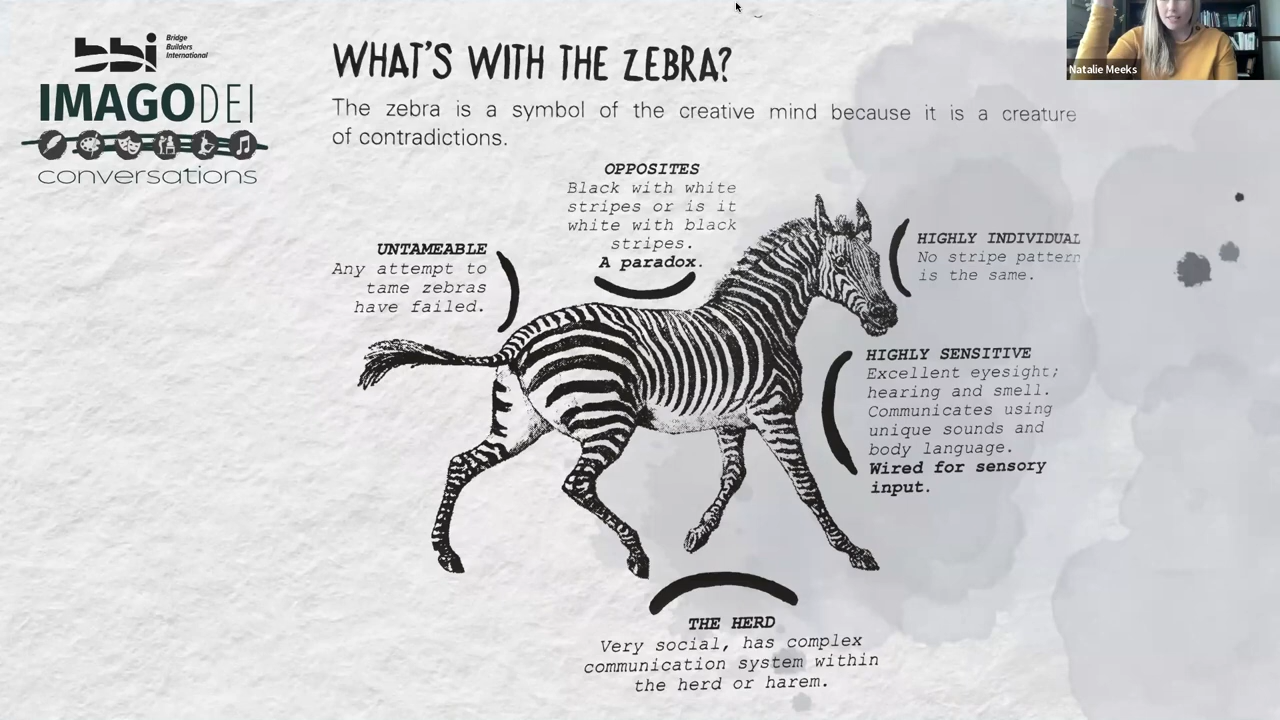 bbi
Bridge
Builders
International
IMAGODEI
conversations
WHAT'S WITH THE ZEBRA?
The zebra is a symbol of the creative mind because it is a creature
of contradictions.
OPPOSITES
Black with white
stripes or is it
white with black
stripes.
A paradox.
UNTAMEABLE
Any attempt to
tame zebras
have failed.
HIGHLY INDIVIDUAL
No stripe pattern
is the same.
HIGHLY SENSITIVE
Excellent eyesight;
hearing and smell.
Communicates using
unique sounds and
body language.
Wired for sensory
input.
THE HERD
Very social, has complex
communication system within
the herd or harem.
Natalie Meeks